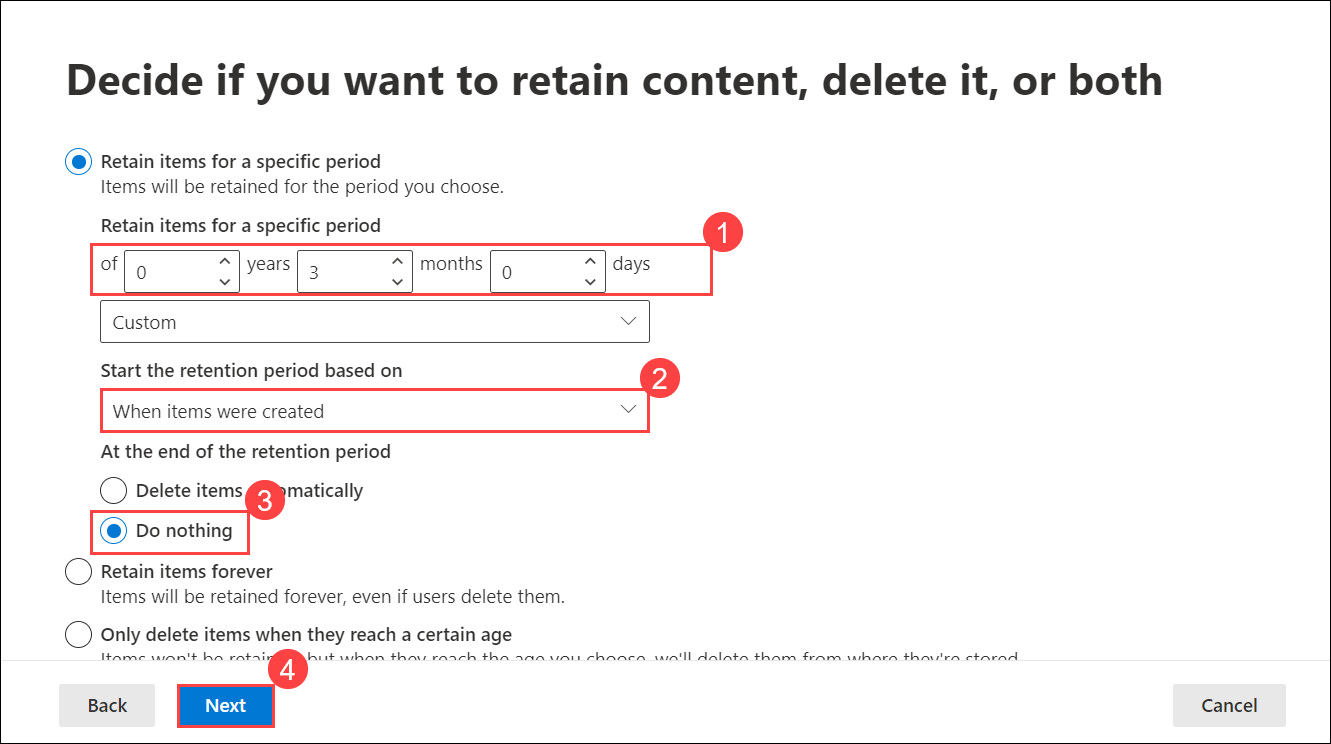 Decide if you want to retain content, delete it, or both
Retain items for a specific period
Items will be retained for the period you choose.
Retain items for a specific period
1
of 0 years 3 months 0 days
Custom
Start the retention period based on
2
When items were created
At the end of the retention period
Delete items omatically
3
Do nothing
Retain items forever
Items will be retained forever, even if users delete them.
Only delete items when they reach a certain age
Items won't be but when they reach the age you choose, we'll delete them from where they're stored
4
Back Next Cancel